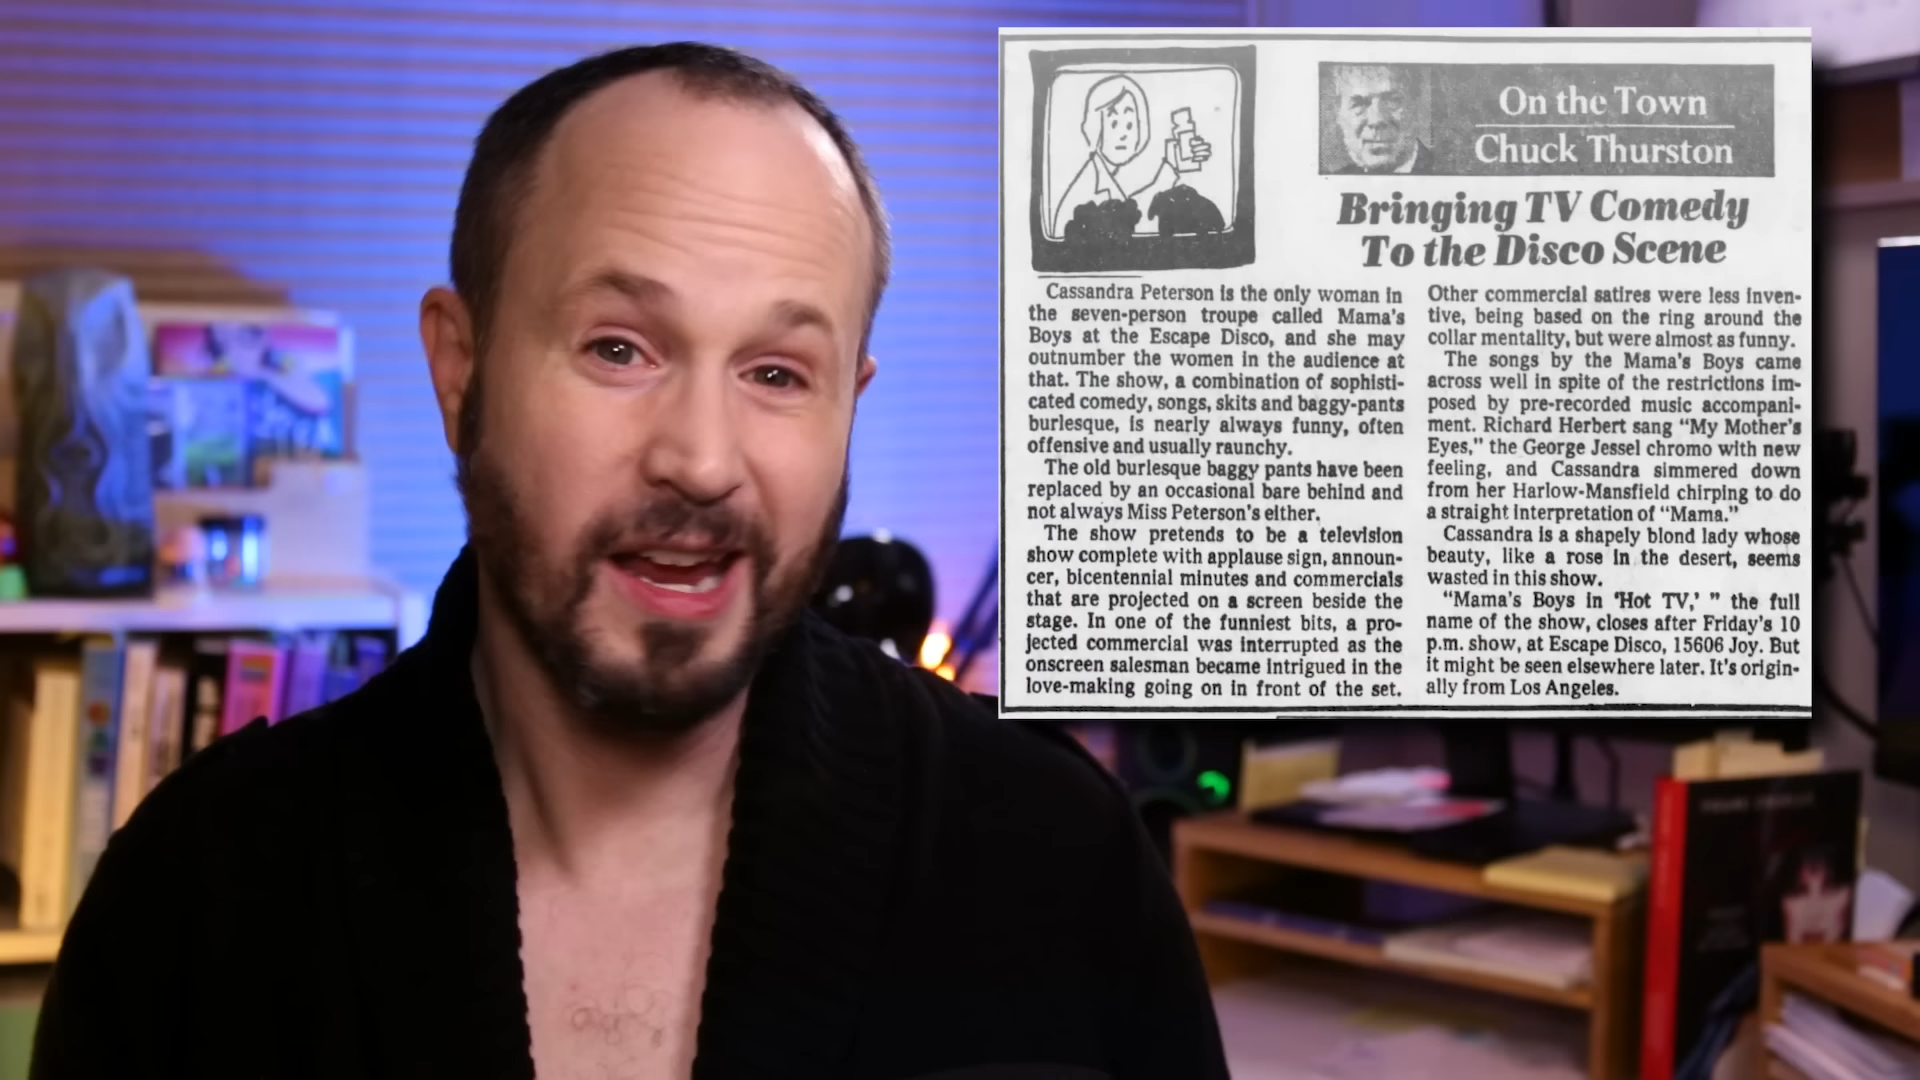 On the Town
Chuck Thurston
Bringing TV Comedy
To the Disco Scene
Cassandra Peterson is the only woman in
the seven-person troupe called Mama's
Boys at the Escape Disco, and she may
outnumber the women in the audience at
that. The show, a combination of sophisti-
cated comedy, songs, skits and baggy-pants
burlesque, is nearly always funny, often
offensive and usually raunchy.
The old burlesque baggy pants have been
replaced by an occasional bare behind and
not always Miss Peterson's either.
The show pretends to be a television
show complete with applause sign, announ-
cer, bicentennial minutes and commercials
that are projected on a screen beside the
stage. In one of the funniest bits, a pro-
jected commercial was interrupted as the
onscreen salesman became intrigued in the
love-making going on in front of the set.
Other commercial satires were less inven-
tive, being based on the ring around the
collar mentality, but were almost as funny.
The songs by the Mama's Boys came
across well in spite of the restrictions im-
posed by pre-recorded music accompani-
ment. Richard Herbert sang "My Mother's
Eyes," the George Jessel chromo with new
feeling, and Cassandra simmered down
from her Harlow-Mansfield chirping to do
a straight interpretation of "Mama."
Cassandra is a shapely blond lady whose
beauty, like a rose in the desert, seems
wasted in this show.
"Mama's Boys in 'Hot TV,' " the full
name of the show, closes after Friday's 10
p.m. show, at Escape Disco, 15606 Joy. But
it might be seen elsewhere later. It's origin-
ally from Los Angeles.